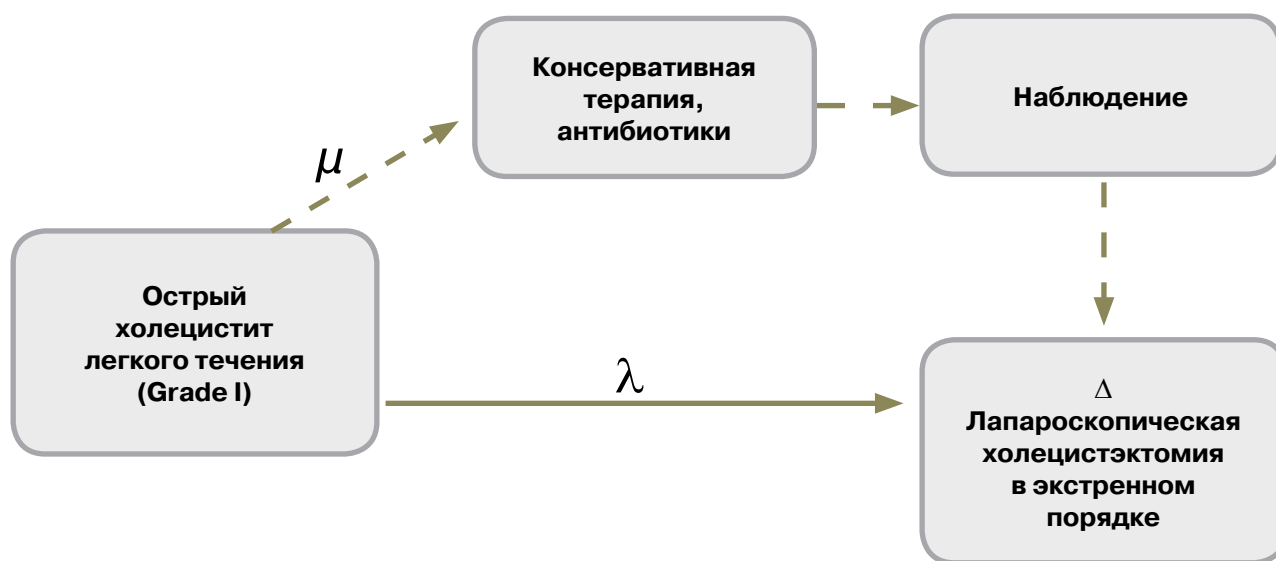 Консервативная
терапия,
антибиотики
Наблюдение
μ
Острый
холецистит
легкого течения
(Grade I)
λ
Δ
Лапароскопическая
холецистэктомия
в экстренном
порядке